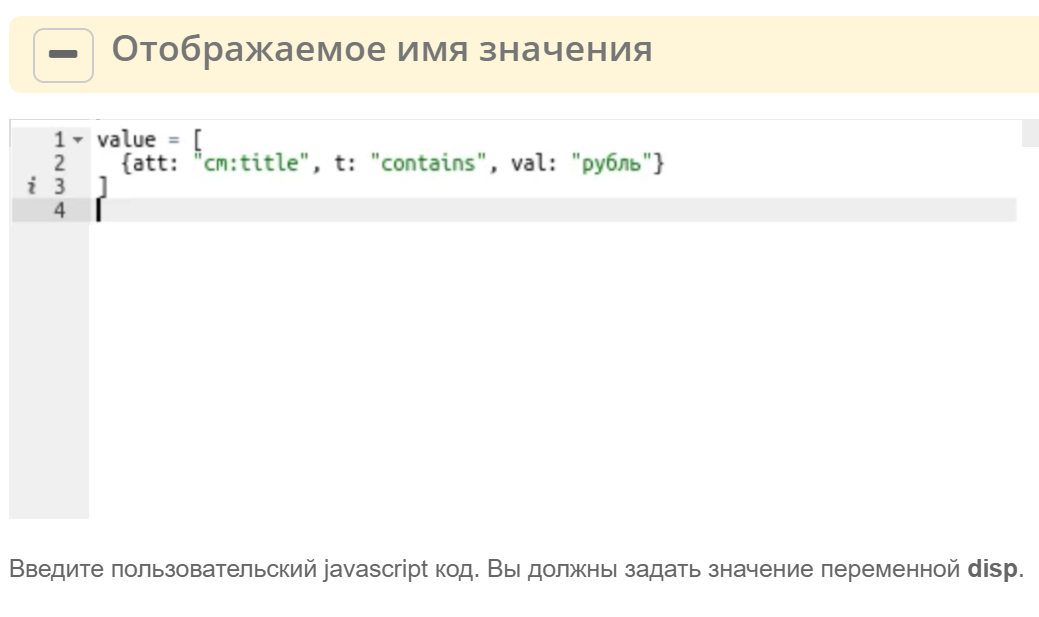 Отображаемое имя значения
1 value = [
2 {att: "cm:title", t: "contains", val: "рубль"}
i 3 ]
4
Введите пользовательский javascript код. Вы должны задать значение переменной disp.